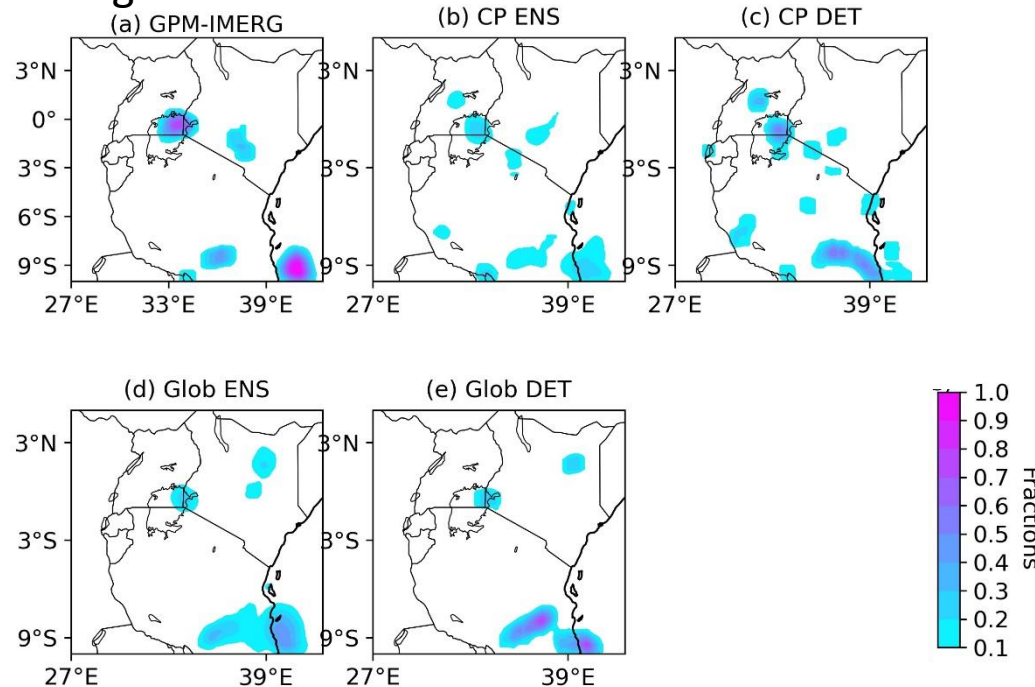 (a) GPM-IMERG
(b) CP ENS
(c) CP DET
3°N
0°
3°S
6°S
9°S
27°E
33°E
39°E
3°N
3°S
9°S
27°E
39°E
3°N
3°S
9°S
27°E
39°E
(d) Glob ENS
(e) Glob DET
3°N
3°S
9°S
27°E
39°E
3°N
3°S
9°S
27°E
39°E
1.0
0.9
0.8
0.7
0.6
0.5
0.4
0.3
0.2
0.1
Fractions